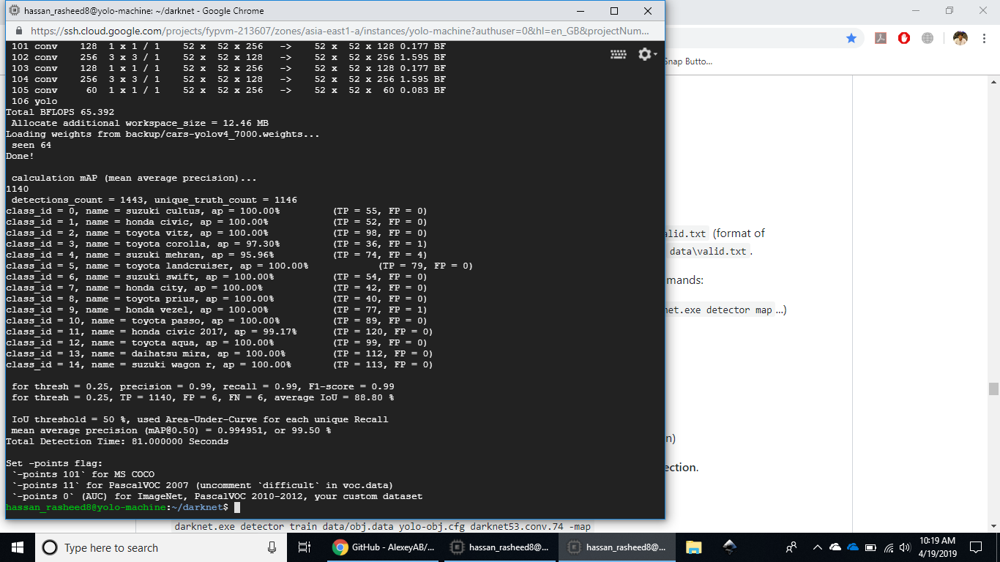 hassan_rasheed8@yolo-machine: ~/darknet - Google Chrome
https://ssh.cloud.google.com/projects/fypvm-213607/zones/asia-east1-a/instances/yolo-machine?authuser=0&hl=en_GB&projectNum...
101 conv    128  1 x 1 / 1    52 x  52 x 256   ->    52 x  52 x 128 0.177 BF
102 conv    256  3 x 3 / 1    52 x  52 x 128   ->    52 x  52 x 256 1.595 BF
103 conv    128  1 x 1 / 1    52 x  52 x 256   ->    52 x  52 x 128 0.177 BF
104 conv    256  3 x 3 / 1    52 x  52 x 128   ->    52 x  52 x 256 1.595 BF
105 conv     60  1 x 1 / 1    52 x  52 x 256   ->    52 x  52 x  60 0.083 BF
106 yolo
Total BFLOPS 65.392
Allocate additional workspace_size = 12.46 MB
Loading weights from backup/cars-yolov4_7000.weights...
seen 64
Done!
calculation mAP (mean average precision)...
1140
detections_count = 1443, unique_truth_count = 1146
class_id = 0, name = suzuki cultus, ap = 100.00%          (TP = 55, FP = 0)
class_id = 1, name = honda civic, ap = 100.00%            (TP = 52, FP = 0)
class_id = 2, name = toyota vitz, ap = 100.00%            (TP = 98, FP = 0)
class_id = 3, name = toyota corolla, ap = 97.30%          (TP = 36, FP = 1)
class_id = 4, name = suzuki mehran, ap = 95.96%           (TP = 74, FP = 4)
class_id = 5, name = toyota landcruiser, ap = 100.00%             (TP = 79, FP = 0)
class_id = 6, name = suzuki swift, ap = 100.00%           (TP = 54, FP = 0)
class_id = 7, name = honda city, ap = 100.00%             (TP = 42, FP = 0)
class_id = 8, name = toyota prius, ap = 100.00%           (TP = 40, FP = 0)
class_id = 9, name = honda vezel, ap = 100.00%            (TP = 77, FP = 1)
class_id = 10, name = toyota passo, ap = 100.00%          (TP = 89, FP = 0)
class_id = 11, name = honda civic 2017, ap = 99.17%       (TP = 120, FP = 0)
class_id = 12, name = toyota aqua, ap = 100.00%           (TP = 99, FP = 0)
class_id = 13, name = daihatsu mira, ap = 100.00%         (TP = 112, FP = 0)
class_id = 14, name = suzuki wagon r, ap = 100.00%        (TP = 113, FP = 0)
for thresh = 0.25, precision = 0.99, recall = 0.99, F1-score = 0.99
for thresh = 0.25, TP = 1140, FP = 6, FN = 6, average IoU = 88.80 %
IoU threshold = 50 %, used Area-Under-Curve for each unique Recall
mean average precision (mAP@0.50) = 0.994951, or 99.50 %
Total Detection Time: 81.000000 Seconds
Set -points flag:
`-points 101` for MS COCO
`-points 11` for PascalVOC 2007 (uncomment `difficult` in voc.data)
`-points 0` (AUC) for ImageNet, PascalVOC 2010-2012, your custom dataset
hassan_rasheed8@yolo-machine:~/darknet$
Snap Butto...
alid.txt (format of
data\valid.txt.
mands:
net.exe detector map…)
n)
ection.
darknet.exe detector train data/obj.data yolo-obj.cfg darknet53.conv.74 -map
Type here to search
GitHub - AlexeyAB/...
hassan_rasheed8@...
hassan_rasheed8@...
10:19 AM
4/19/2019